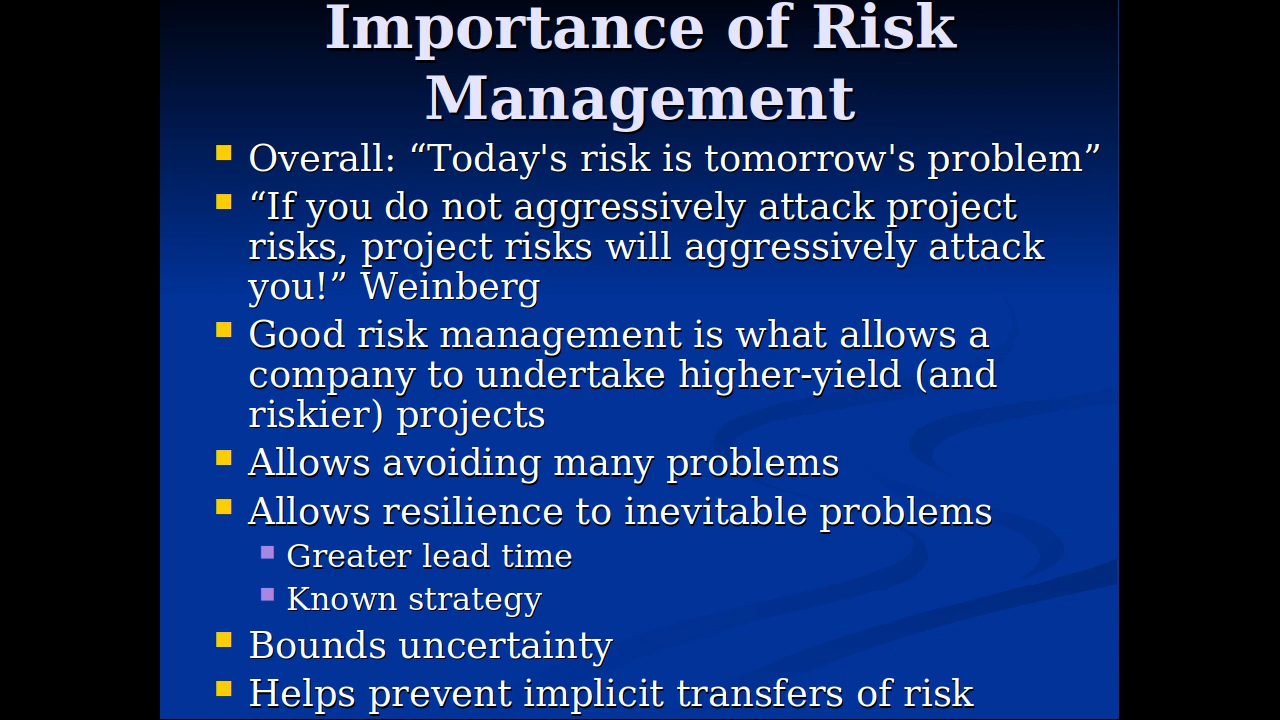 Importance of Risk
Management
Overall: “Today's risk is tomorrow's problem”
“If you do not aggressively attack project
risks, project risks will aggressively attack
you!” Weinberg
Good risk management is what allows a
company to undertake higher-yield (and
riskier) projects
Allows avoiding many problems
Allows resilience to inevitable problems
Greater lead time
Known strategy
Bounds uncertainty
Helps prevent implicit transfers of risk